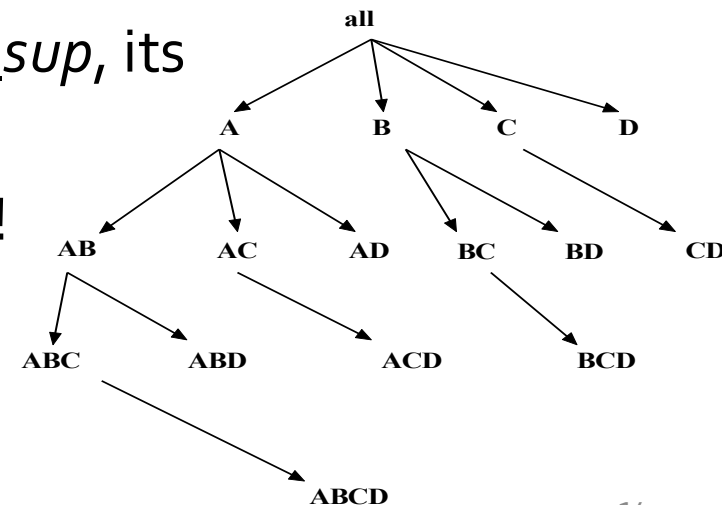 all
sup, its
A B C D
!
AB AC AD BC BD CD
ABC ABD ACD BCD
ABCD